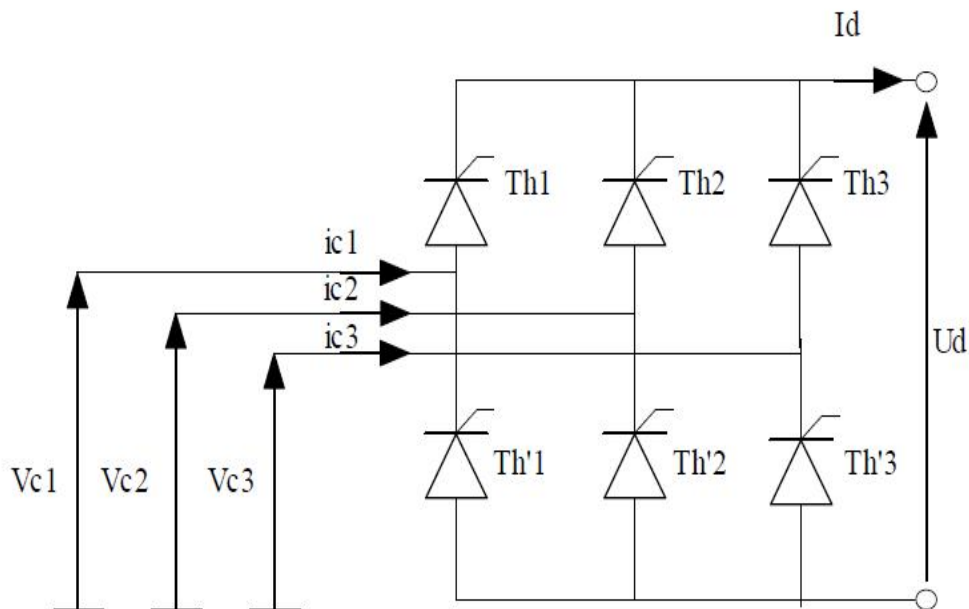 Id
Th1 Th2 Th3
ic1
ic2
ic3
Ud
Th'1 Th'2 Th'3
Vc1 Vc2 Vc3